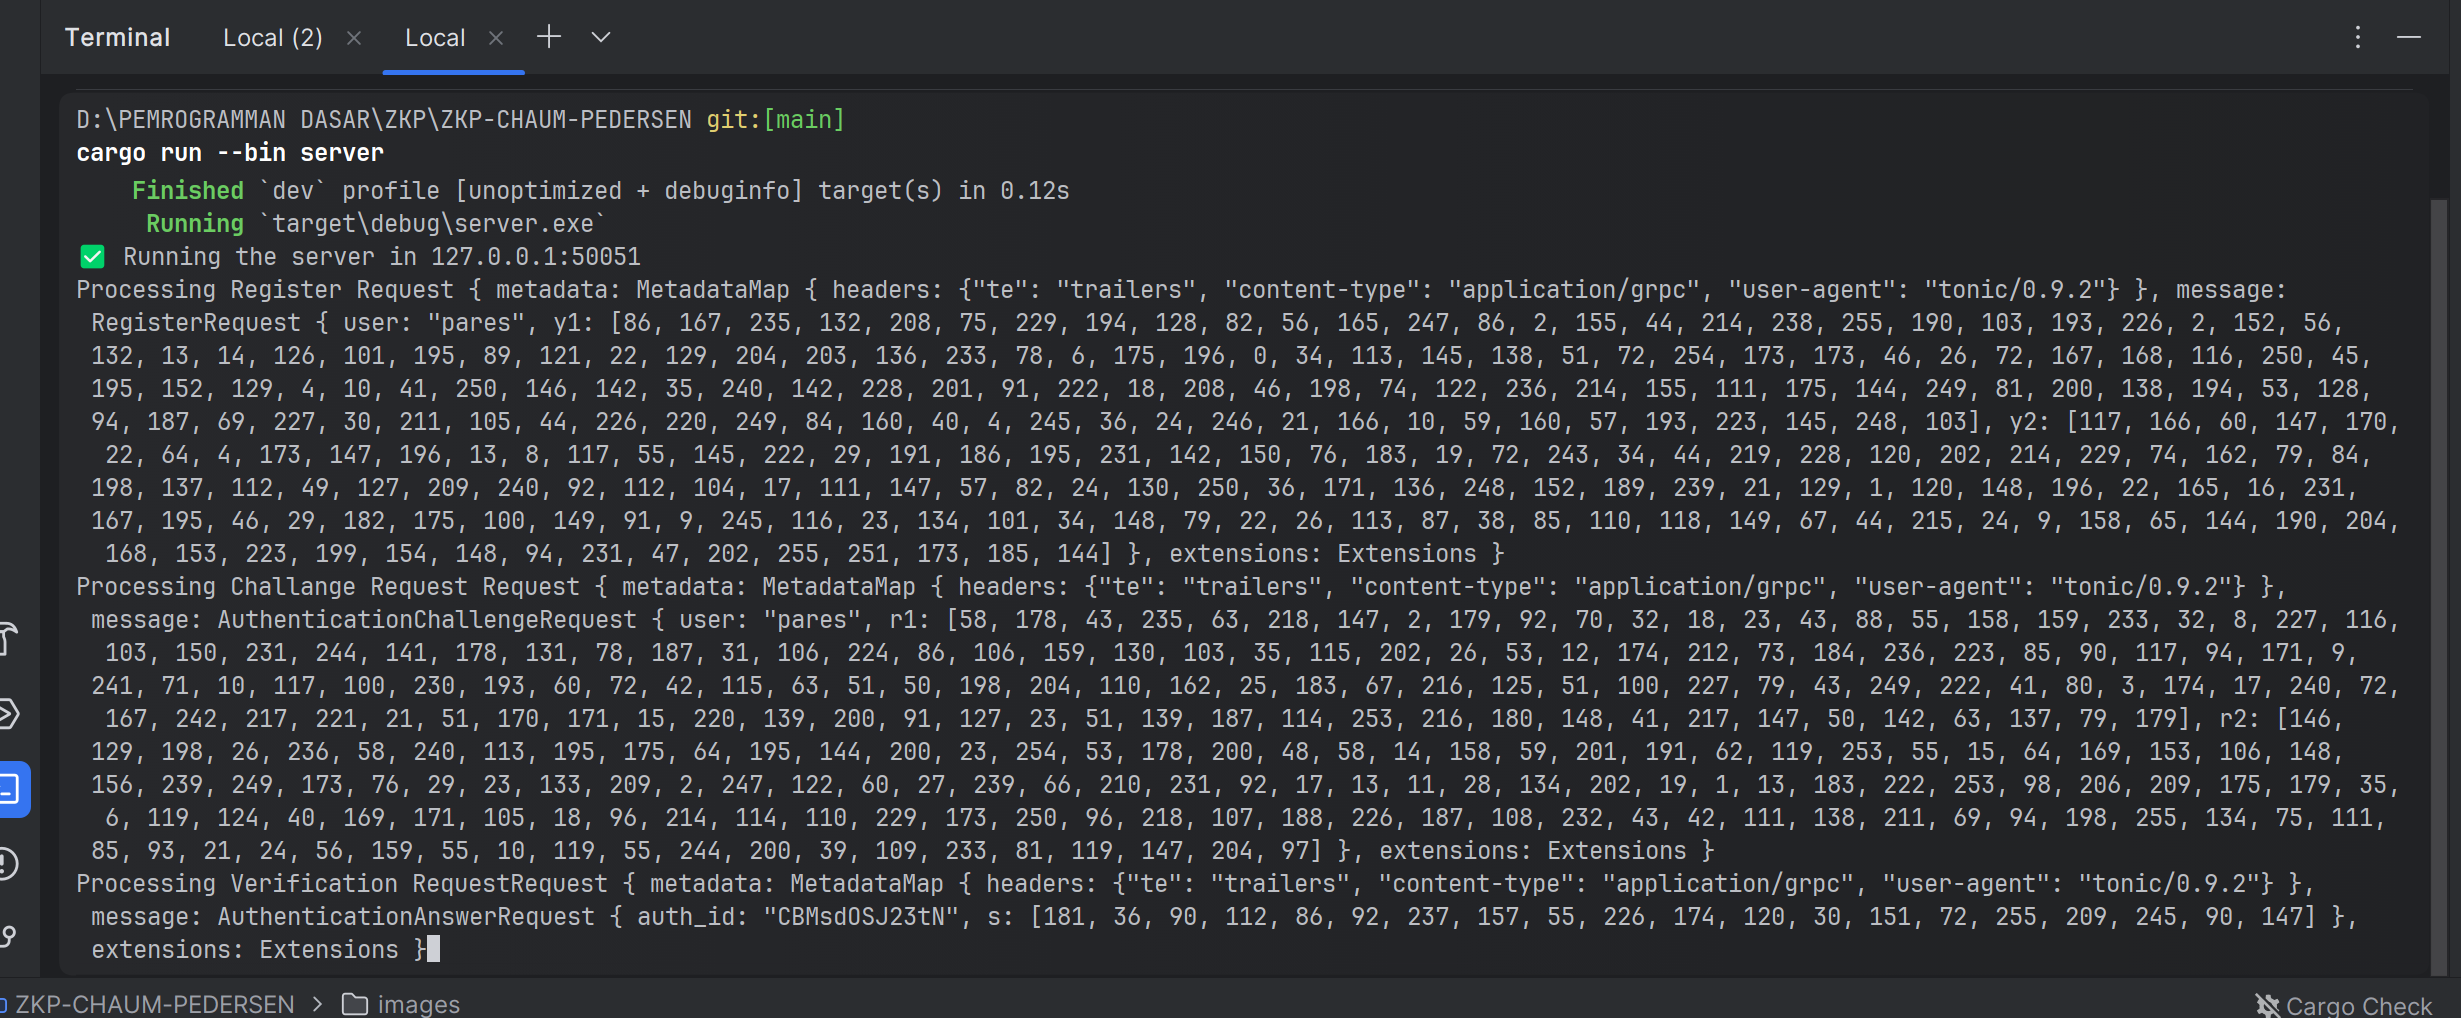 Terminal Local (2) Local
D:\PEMROGRAMMAN DASAR\ZKP\ZKP-CHAUM-PEDERSEN git:[main]
cargo run --bin server
Finished `dev` profile [unoptimized + debuginfo] target(s) in 0.12s
Running `target\debug\server.exe`
✅ Running the server in 127.0.0.1:50051
Processing Register Request { metadata: MetadataMap { headers: {"te": "trailers", "content-type": "application/grpc", "user-agent": "tonic/0.9.2"} }, message:
RegisterRequest { user: "pares", y1: [86, 167, 235, 132, 208, 75, 229, 194, 128, 82, 56, 165, 247, 86, 2, 155, 44, 214, 238, 255, 190, 103, 193, 226, 2, 152, 56,
132, 13, 14, 126, 101, 195, 89, 121, 22, 129, 204, 203, 136, 233, 78, 6, 175, 196, 0, 34, 113, 145, 138, 51, 72, 254, 173, 173, 46, 26, 72, 167, 168, 116, 250, 45,
195, 152, 129, 4, 10, 41, 250, 146, 142, 35, 240, 142, 228, 201, 91, 222, 18, 208, 46, 198, 74, 122, 236, 214, 155, 111, 175, 144, 249, 81, 200, 138, 194, 53, 128,
94, 187, 69, 227, 30, 211, 105, 44, 226, 220, 249, 84, 160, 40, 4, 245, 36, 24, 246, 21, 166, 10, 59, 160, 57, 193, 223, 145, 248, 103], y2: [117, 166, 60, 147, 170,
22, 64, 4, 173, 147, 196, 13, 8, 117, 55, 145, 222, 29, 191, 186, 195, 231, 142, 150, 76, 183, 19, 72, 243, 34, 44, 219, 228, 120, 202, 214, 229, 74, 162, 79, 84,
198, 137, 112, 49, 127, 209, 240, 92, 112, 104, 17, 111, 147, 57, 82, 24, 130, 250, 36, 171, 136, 248, 152, 189, 239, 21, 129, 1, 120, 148, 196, 22, 165, 16, 231,
167, 195, 46, 29, 182, 175, 100, 149, 91, 9, 245, 116, 23, 134, 101, 34, 148, 79, 22, 26, 113, 87, 38, 85, 110, 118, 149, 67, 44, 215, 24, 9, 158, 65, 144, 190, 204,
168, 153, 223, 199, 154, 148, 94, 231, 47, 202, 255, 251, 173, 185, 144] }, extensions: Extensions }
Processing Challange Request Request { metadata: MetadataMap { headers: {"te": "trailers", "content-type": "application/grpc", "user-agent": "tonic/0.9.2"} },
message: AuthenticationChallengeRequest { user: "pares", r1: [58, 178, 43, 235, 63, 218, 147, 2, 179, 92, 70, 32, 18, 23, 43, 88, 55, 158, 159, 233, 32, 8, 227, 116,
103, 150, 231, 244, 141, 178, 131, 78, 187, 31, 106, 224, 86, 106, 159, 130, 103, 35, 115, 202, 26, 53, 12, 174, 212, 73, 184, 236, 223, 85, 90, 117, 94, 171, 9,
241, 71, 10, 117, 100, 230, 193, 60, 72, 42, 115, 63, 51, 50, 198, 204, 110, 162, 25, 183, 67, 216, 125, 51, 100, 227, 79, 43, 249, 222, 41, 80, 3, 174, 17, 240, 72,
167, 242, 217, 221, 21, 51, 170, 171, 15, 220, 139, 200, 91, 127, 23, 51, 139, 187, 114, 253, 216, 180, 148, 41, 217, 147, 50, 142, 63, 137, 79, 179], r2: [146,
129, 198, 26, 236, 58, 240, 113, 195, 175, 64, 195, 144, 200, 23, 254, 53, 178, 200, 48, 58, 14, 158, 59, 201, 191, 62, 119, 253, 55, 15, 64, 169, 153, 106, 148,
156, 239, 249, 173, 76, 29, 23, 133, 209, 2, 247, 122, 60, 27, 239, 66, 210, 231, 92, 17, 13, 11, 28, 134, 202, 19, 1, 13, 183, 222, 253, 98, 206, 209, 175, 179, 35,
6, 119, 124, 40, 169, 171, 105, 18, 96, 214, 114, 110, 229, 173, 250, 96, 218, 107, 188, 226, 187, 108, 232, 43, 42, 111, 138, 211, 69, 94, 198, 255, 134, 75, 111,
85, 93, 21, 24, 56, 159, 55, 10, 119, 55, 244, 200, 39, 109, 233, 81, 119, 147, 204, 97] }, extensions: Extensions }
Processing Verification RequestRequest { metadata: MetadataMap { headers: {"te": "trailers", "content-type": "application/grpc", "user-agent": "tonic/0.9.2"} },
message: AuthenticationAnswerRequest { auth_id: "CBMsdOSJ23tN", s: [181, 36, 90, 112, 86, 92, 237, 157, 55, 226, 174, 120, 30, 151, 72, 255, 209, 245, 90, 147] },
extensions: Extensions }
ZKP-CHAUM-PEDERSEN > images Cargo Check